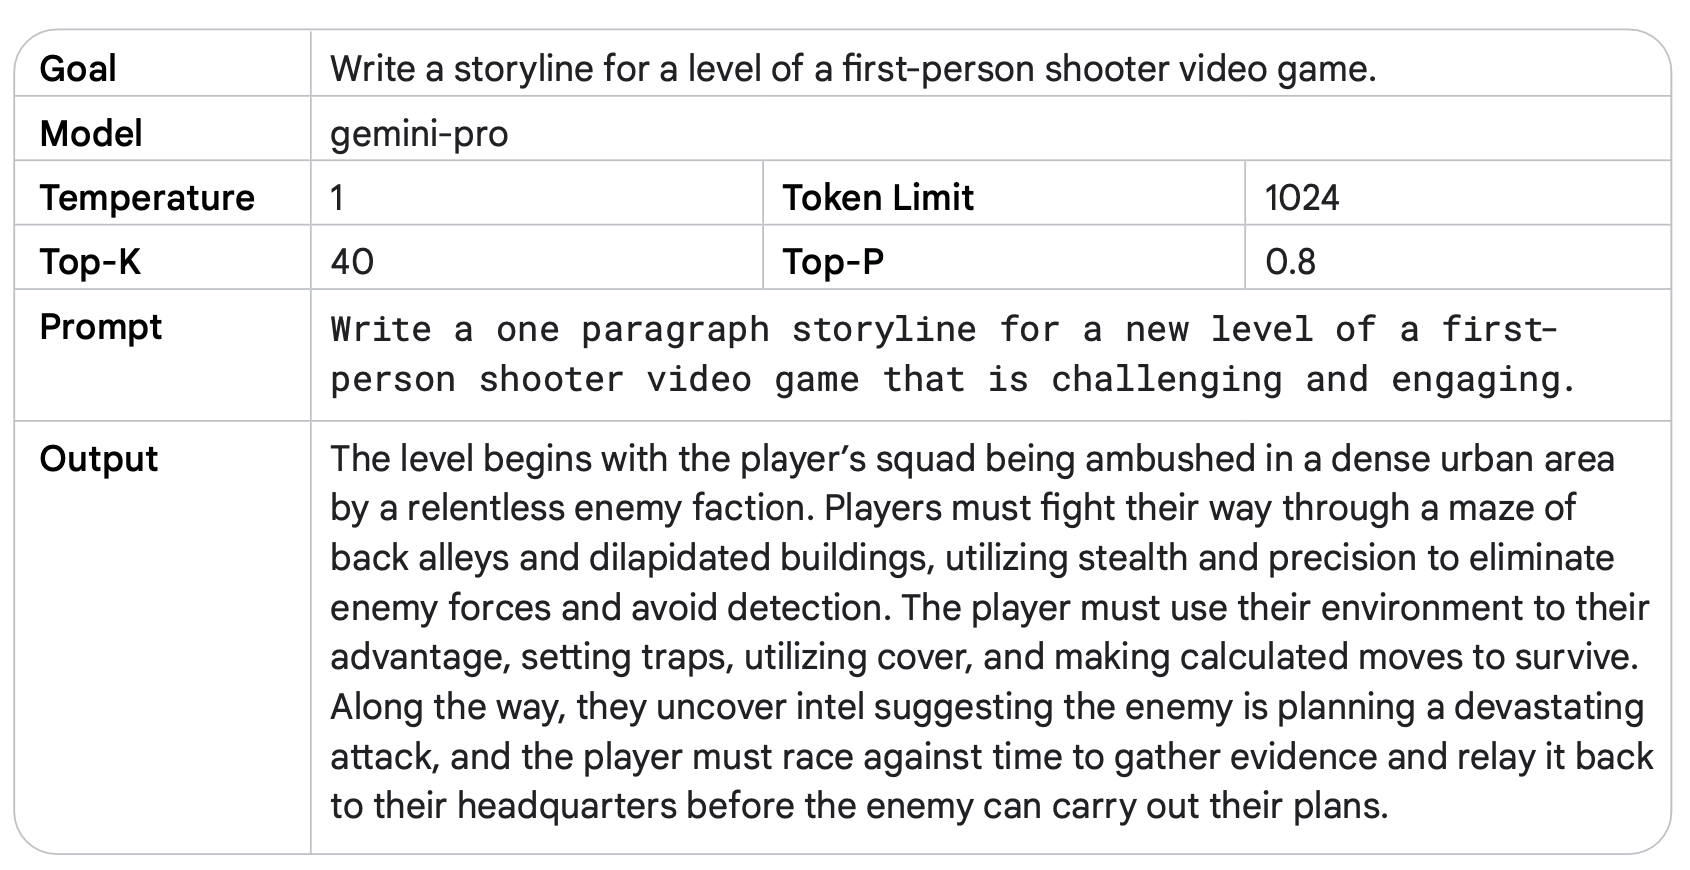 Goal Write a storyline for a level of a first-person shooter video game.
Model gemini-pro
Temperature 1 Token Limit 1024
Top-K 40 Top-P 0.8
Prompt Write a one paragraph storyline for a new level of a first-
person shooter video game that is challenging and engaging.
Output The level begins with the player’s squad being ambushed in a dense urban area
by a relentless enemy faction. Players must fight their way through a maze of
back alleys and dilapidated buildings, utilizing stealth and precision to eliminate
enemy forces and avoid detection. The player must use their environment to their
advantage, setting traps, utilizing cover, and making calculated moves to survive.
Along the way, they uncover intel suggesting the enemy is planning a devastating
attack, and the player must race against time to gather evidence and relay it back
to their headquarters before the enemy can carry out their plans.